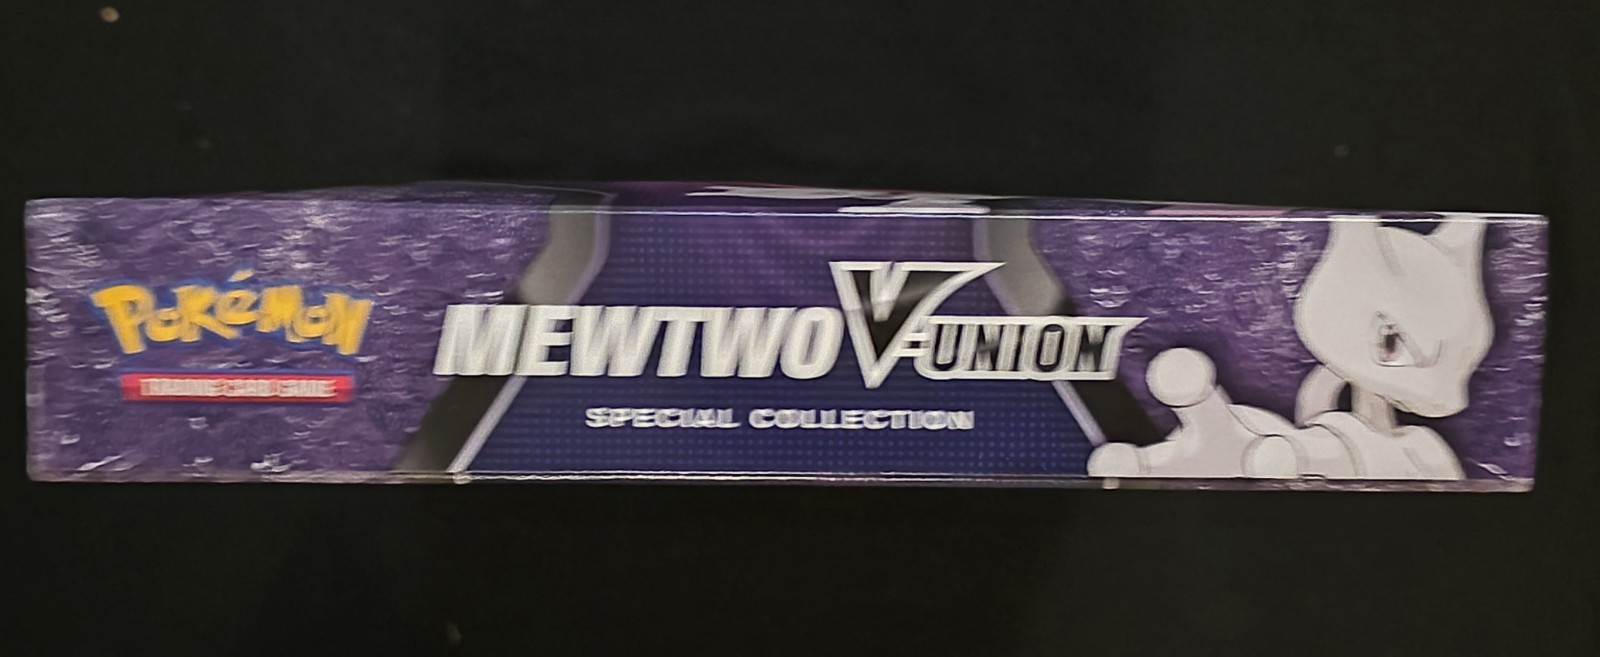 Pokémon
TRADING CARD GAME
MEWTWO V-UNION
SPECIAL COLLECTION